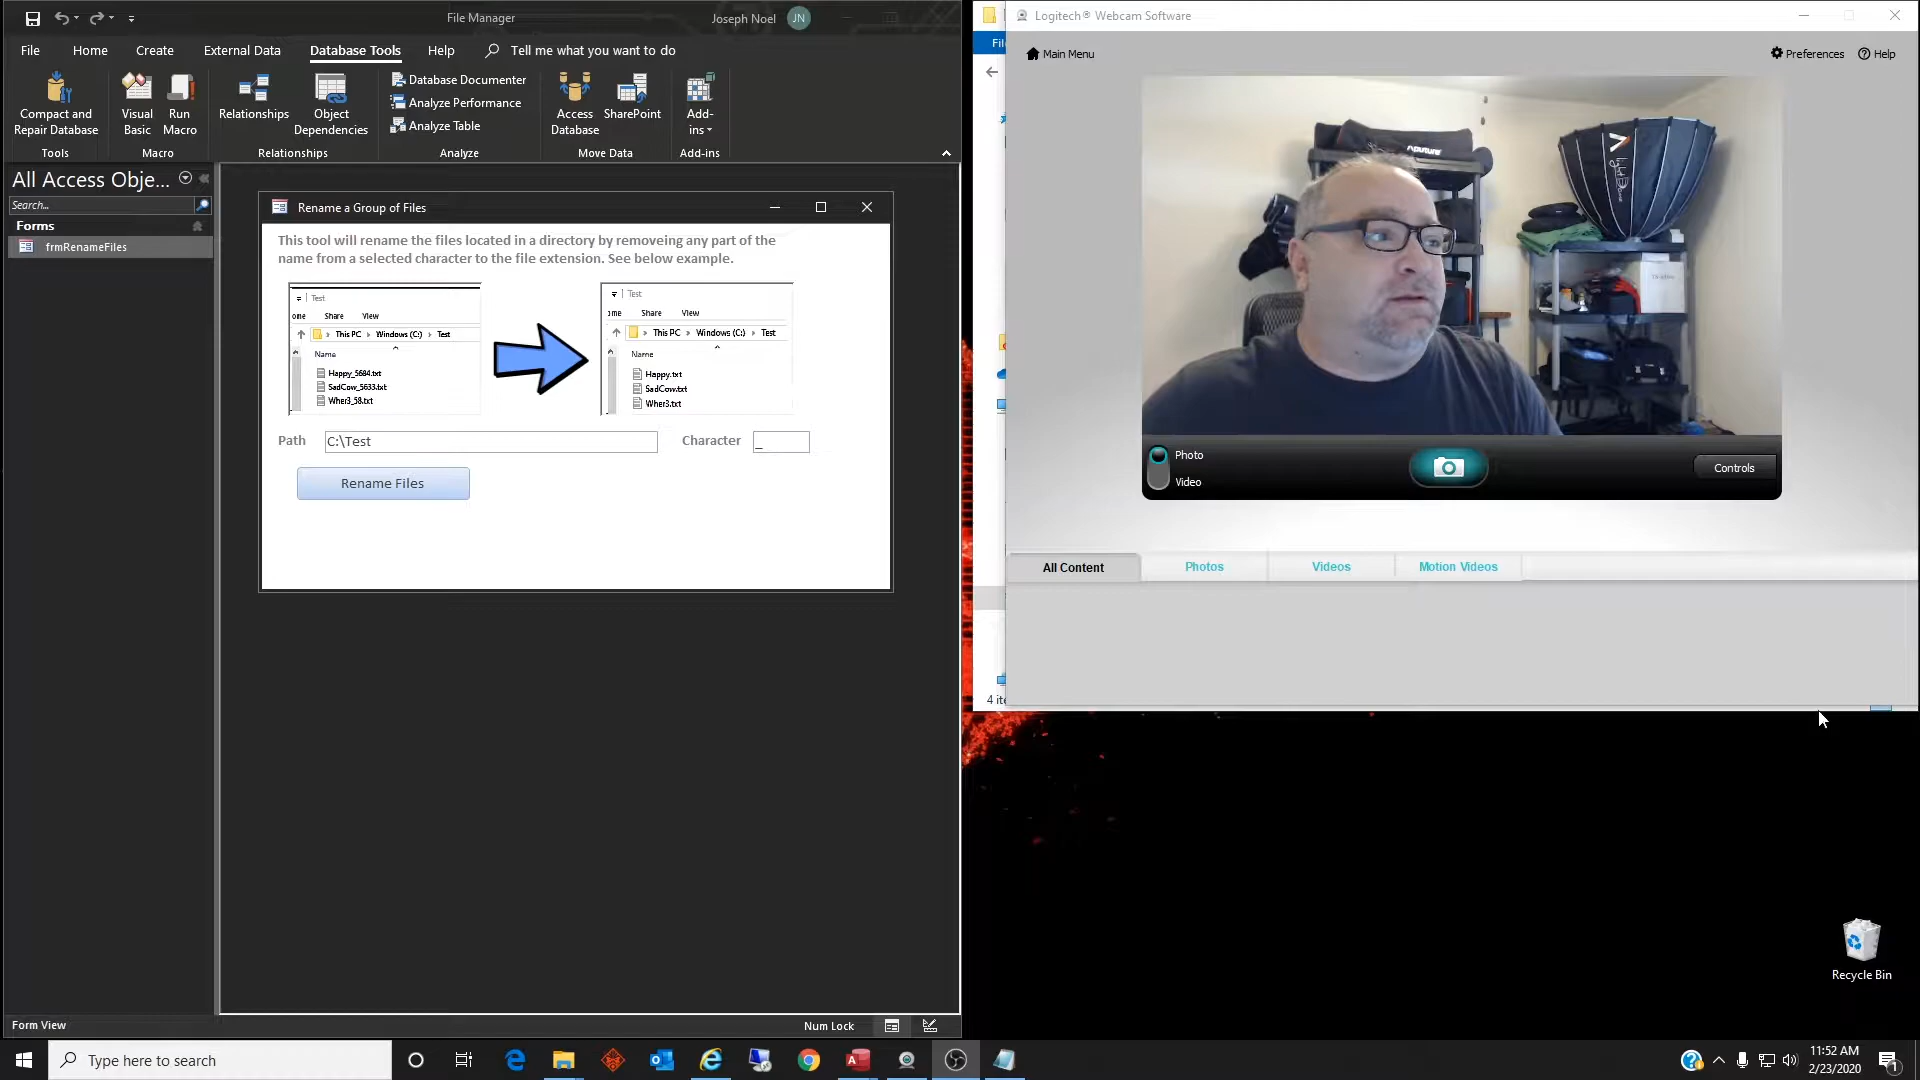 File Manager
Joseph Noel
JN
File Home Create External Data Database Tools Help Tell me what you want to do
Compact and
Repair Database
Tools
Visual
Basic
Run
Macro
Macro
Relationships
Object
Dependencies
Relationships
Database Documenter
Analyze Performance
Analyze Table
Analyze
Access
Database
SharePoint
Move Data
Add-
ins
Add-ins
All Access Obje...
Search...
Forms
frmRenameFiles
Rename a Group of Files
This tool will rename the files located in a directory by removeing any part of the
name from a selected character to the file extension. See below example.
Test
ome Share View
This PC Windows (C:) Test
Name
Happy_5684.txt
SadCow_5633.txt
Wher3_58.txt
Test
me Share View
This PC Windows (C:) Test
Name
Happy.txt
SadCow.txt
Wher3.txt
Path C:\Test Character _
Rename Files
Form View
Num Lock
Logitech® Webcam Software
Main Menu
Preferences
Help
Fil
4 ite
Aputure
Photo
Video
Controls
All Content Photos Videos Motion Videos
Recycle Bin
Type here to search
11:52 AM
2/23/2020
1